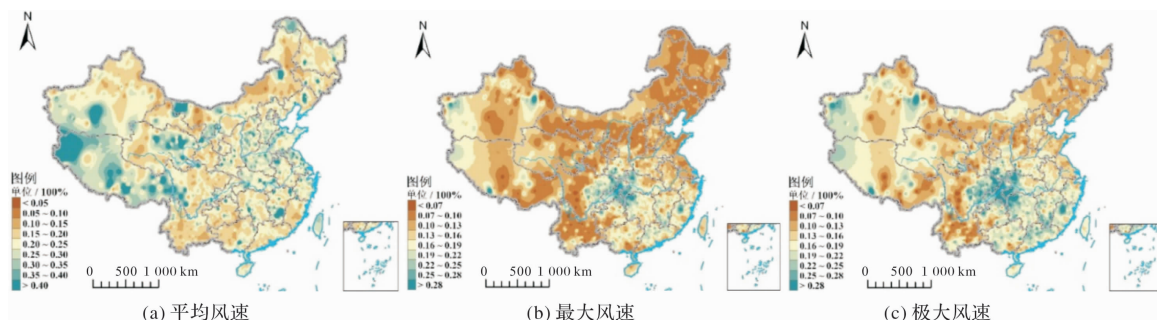 N
图例
单位 / 100%
< 0.05
0.05 ~ 0.10
0.10 ~ 0.15
0.15 ~ 0.20
0.20 ~ 0.25
0.25 ~ 0.30
0.30 ~ 0.35
0.35 ~ 0.40
> 0.40
0 500 1 000 km
(a) 平均风速
N
图例
单位 / 100%
< 0.07
0.07 ~ 0.10
0.10 ~ 0.13
0.13 ~ 0.16
0.16 ~ 0.19
0.19 ~ 0.22
0.22 ~ 0.25
0.25 ~ 0.28
> 0.28
0 500 1 000 km
(b) 最大风速
N
图例
单位 / 100%
< 0.07
0.07 ~ 0.10
0.10 ~ 0.13
0.13 ~ 0.16
0.16 ~ 0.19
0.19 ~ 0.22
0.22 ~ 0.25
0.25 ~ 0.28
> 0.28
0 500 1 000 km
(c) 极大风速